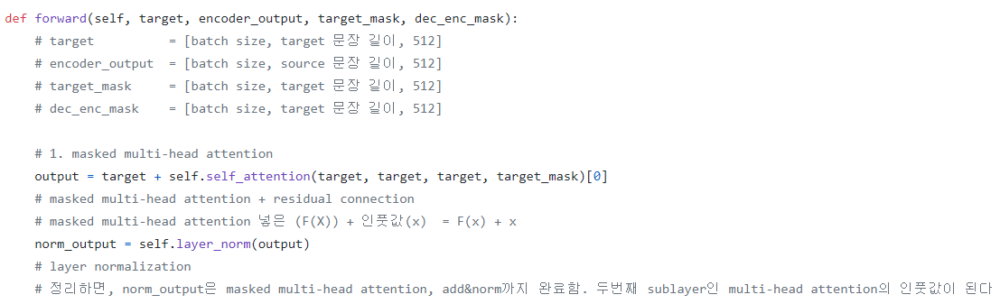 def forward(self, target, encoder_output, target_mask, dec_enc_mask):
# target = [batch size, target 문장 길이, 512]
# encoder_output = [batch size, source 문장 길이, 512]
# target_mask = [batch size, target 문장 길이, 512]
# dec_enc_mask = [batch size, target 문장 길이, 512]
# 1. masked multi-head attention
output = target + self.self_attention(target, target, target, target_mask)[0]
# masked multi-head attention + residual connection
# masked multi-head attention 넣은 (F(X)) + 인풋값(x) = F(x) + x
norm_output = self.layer_norm(output)
# layer normalization
# 정리하면, norm_output은 masked multi-head attention, add&norm까지 완료함. 두번째 sublayer인 multi-head attention의 인풋값이 된다